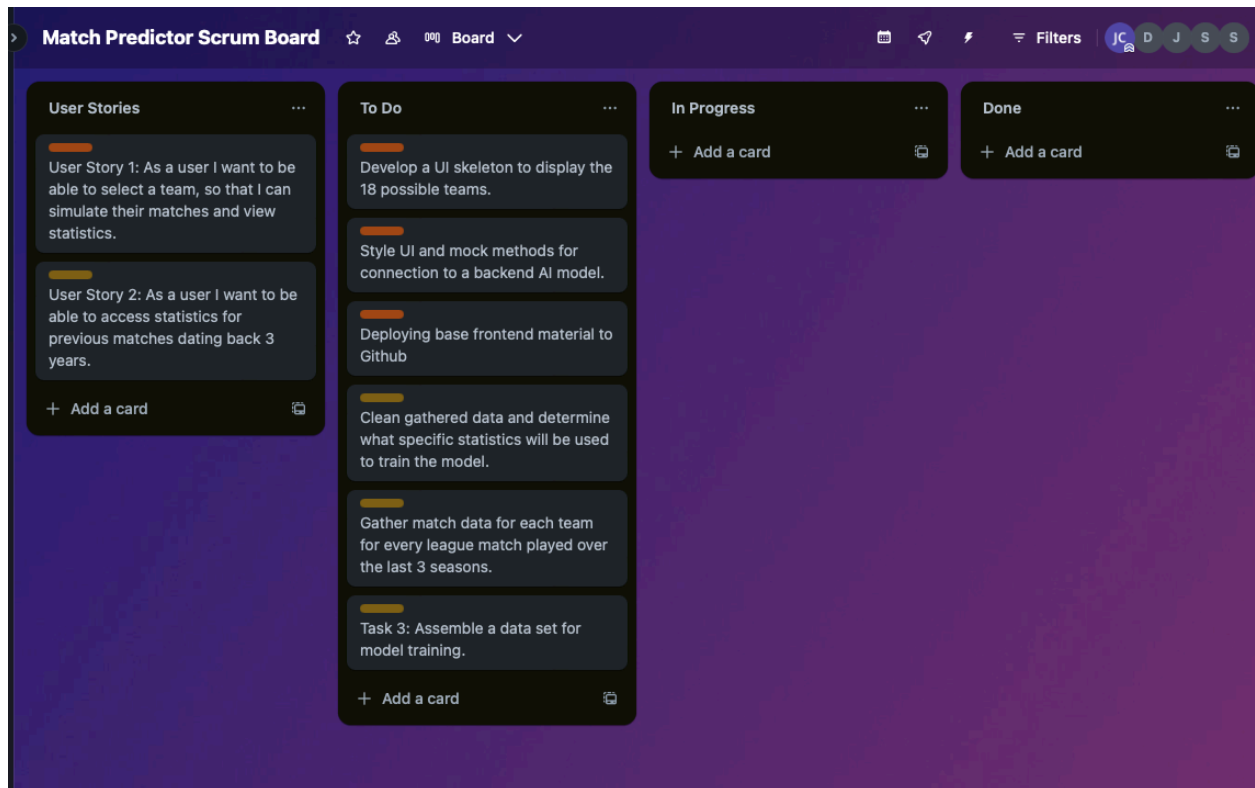 Match Predictor Scrum Board
Board
Filters
JC D J S S
User Stories
User Story 1: As a user I want to be
able to select a team, so that I can
simulate their matches and view
statistics.
User Story 2: As a user I want to be
able to access statistics for
previous matches dating back 3
years.
+ Add a card
To Do
Develop a UI skeleton to display the
18 possible teams.
Style UI and mock methods for
connection to a backend AI model.
Deploying base frontend material to
Github
Clean gathered data and determine
what specific statistics will be used
to train the model.
Gather match data for each team
for every league match played over
the last 3 seasons.
Task 3: Assemble a data set for
model training.
+ Add a card
In Progress
+ Add a card
Done
+ Add a card